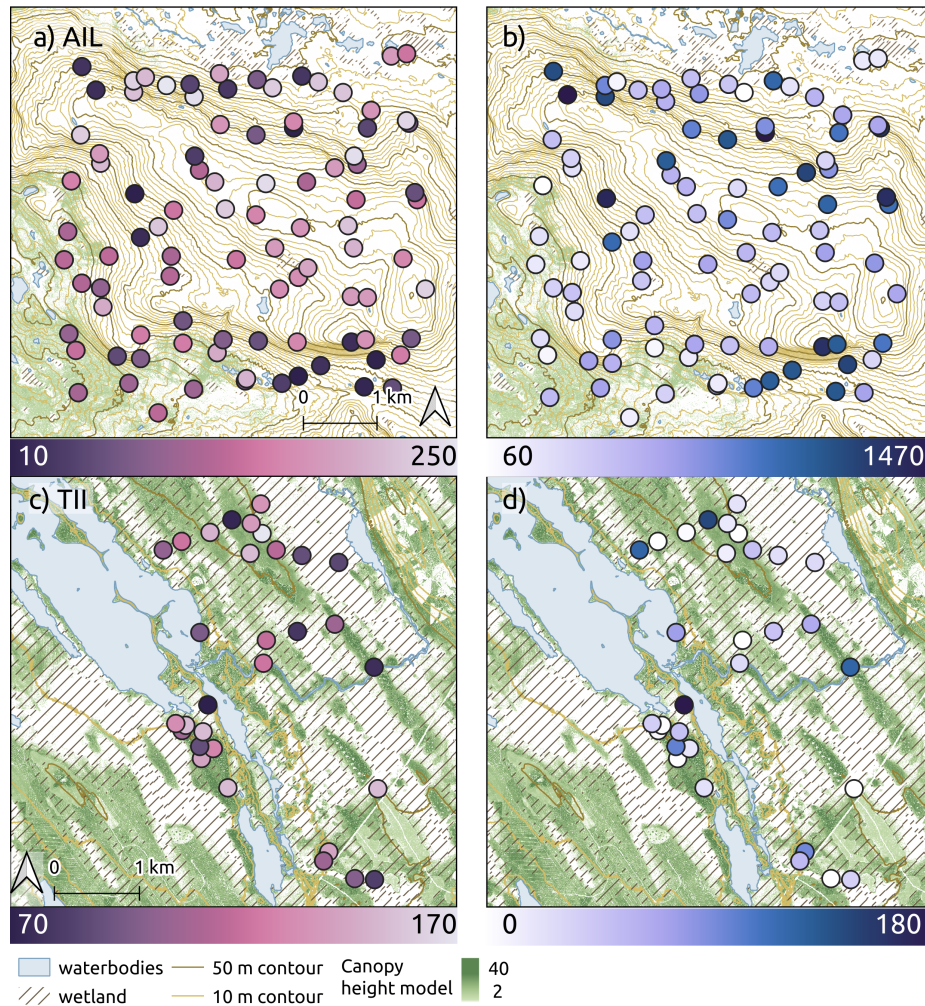 a) AIL
b)
0
1 km
10
250
60
1470
c) TII
d)
0
1 km
70
170
0
180
waterbodies
50 m contour
Canopy
height model
40
2
wetland
10 m contour